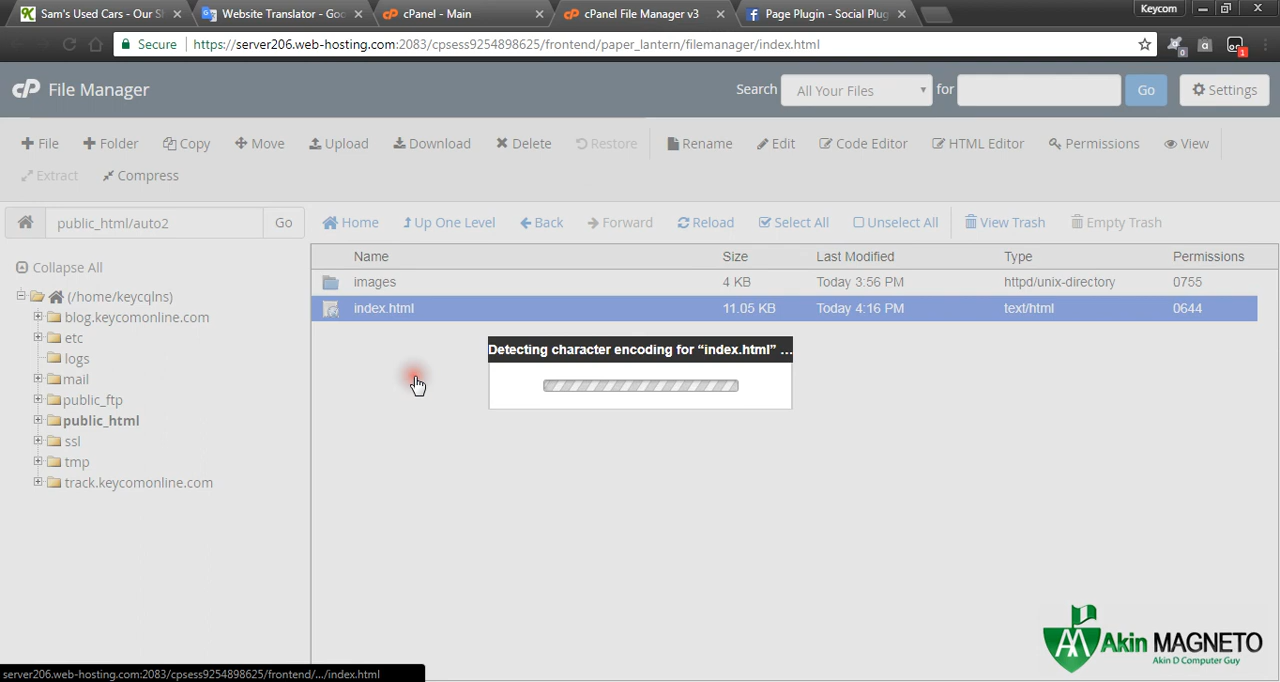 Sam's Used Cars - Our Sh
Website Translator - Goo
cPanel - Main
cPanel File Manager v3
Page Plugin - Social Plug
Keycom
Secure https://server206.web-hosting.com:2083/cpsess9254898625/frontend/paper_lantern/filemanager/index.html
0
1
cP File Manager
Search All Your Files for Go Settings
File Folder Copy Move Upload Download Delete Restore Rename Edit Code Editor HTML Editor Permissions View
Extract Compress
public_html/auto2 Go
Home Up One Level Back Forward Reload Select All Unselect All View Trash Empty Trash
Collapse All
(/home/keycqlns)
blog.keycomonline.com
etc
logs
mail
public_ftp
public_html
ssl
tmp
track.keycomonline.com
Name Size Last Modified Type Permissions
images 4 KB Today 3:56 PM httpd/unix-directory 0755
index.html 11.05 KB Today 4:16 PM text/html 0644
Detecting character encoding for “index.html” ...
Akin MAGNETO
Akin D Computer Guy
server206.web-hosting.com:2083/cpsess9254898625/frontend/.../index.html